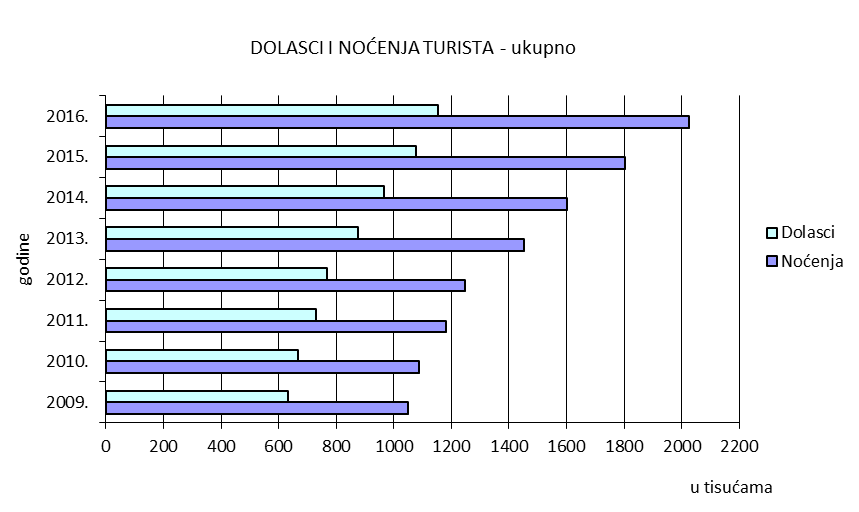 DOLASCI I NOĆENJA TURISTA - ukupno
godine
2016.
2015.
2014.
2013.
2012.
2011.
2010.
2009.
0 200 400 600 800 1000 1200 1400 1600 1800 2000 2200
u tisućama
Dolasci
Noćenja